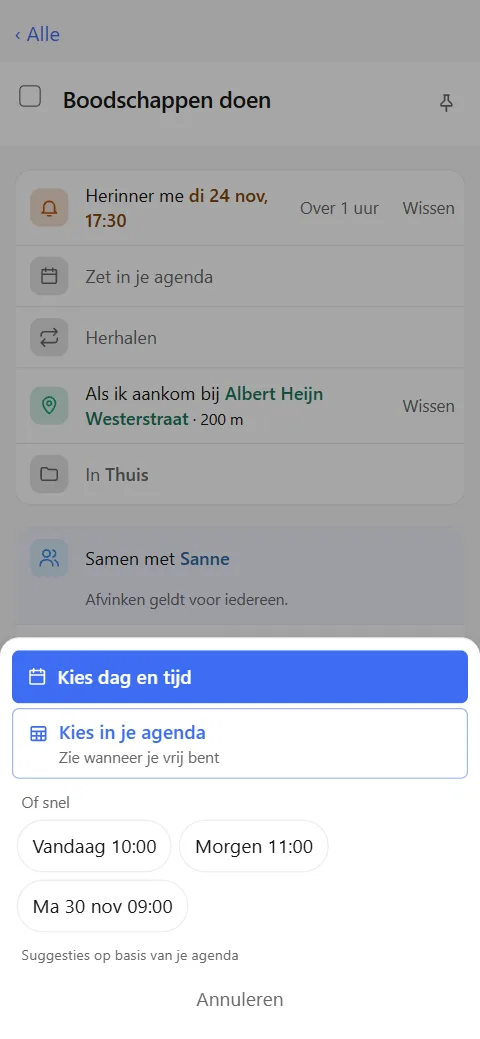 ‹ Alle
Boodschappen doen
Herinner me di 24 nov, 17:30
Over 1 uur
Wissen
Zet in je agenda
Herhalen
Als ik aankom bij Albert Heijn
Westerstraat · 200 m
Wissen
In Thuis
Samen met Sanne
Afvinken geldt voor iedereen.
Kies dag en tijd
Kies in je agenda
Zie wanneer je vrij bent
Of snel
Vandaag 10:00
Morgen 11:00
Ma 30 nov 09:00
Suggesties op basis van je agenda
Annuleren